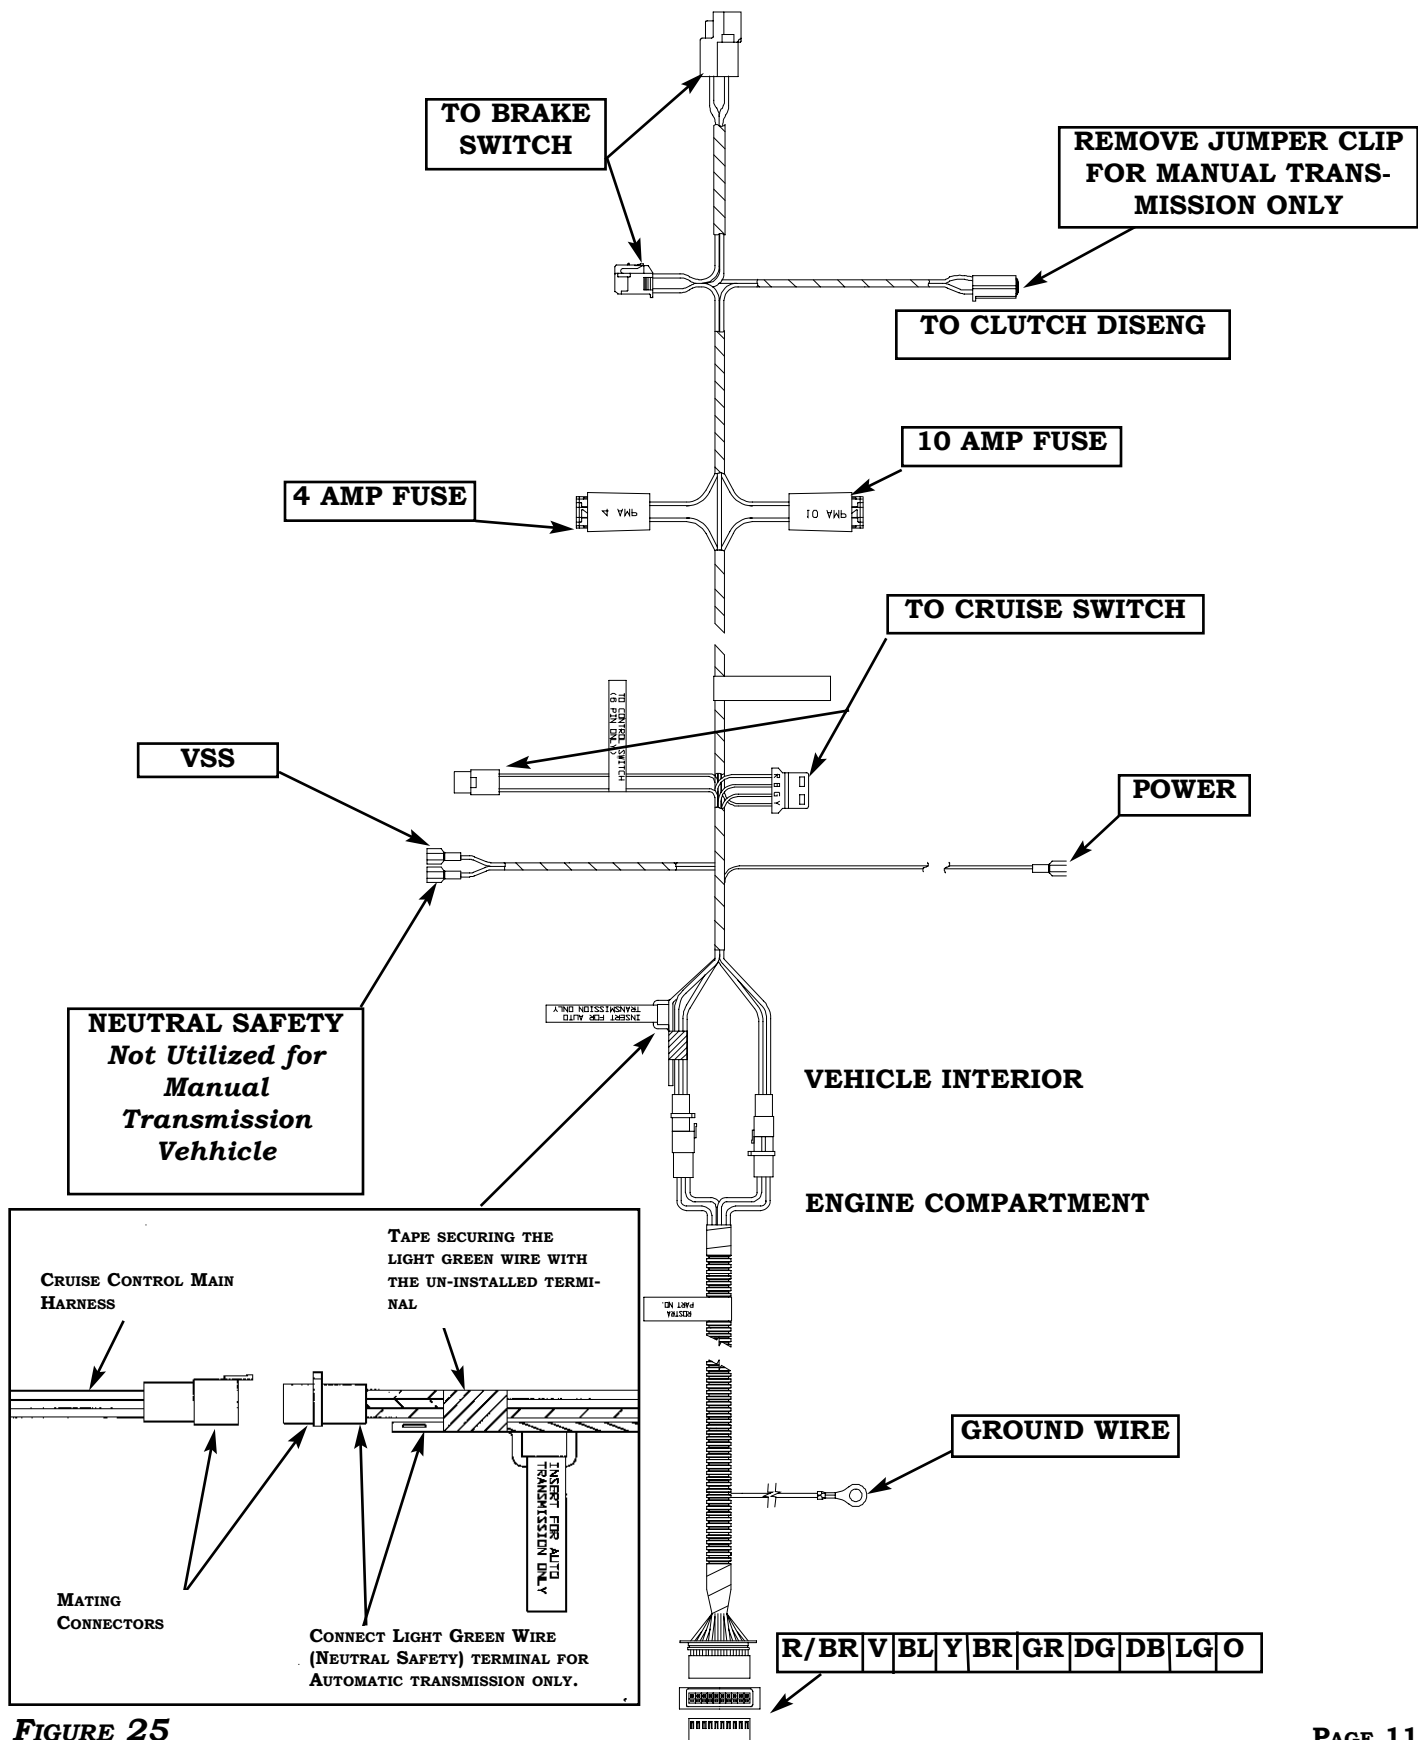 TO BRAKE
SWITCH
REMOVE JUMPER CLIP
FOR MANUAL TRANS-
MISSION ONLY
TO CLUTCH DISENG
10 AMP FUSE
4 AMP FUSE
4 AMP
10 AMP
TO CRUISE SWITCH
TO CONTROL SWITCH
(6 PIN ONLY)
VSS
R B G Y
POWER
NEUTRAL SAFETY
Not Utilized for
Manual
Transmission
Vehhicle
INSERT FOR AUTO
TRANSMISSION ONLY
VEHICLE INTERIOR
ENGINE COMPARTMENT
ROSTRA
PART NO.
TAPE SECURING THE
LIGHT GREEN WIRE WITH
THE UN-INSTALLED TERMI-
NAL
CRUISE CONTROL MAIN
HARNESS
INSERT FOR AUTO
TRANSMISSION ONLY
MATING
CONNECTORS
CONNECT LIGHT GREEN WIRE
(NEUTRAL SAFETY) TERMINAL FOR
AUTOMATIC TRANSMISSION ONLY.
GROUND WIRE
R/BR V BL Y BR GR DG DB LG O
FIGURE 25
PAGE 11